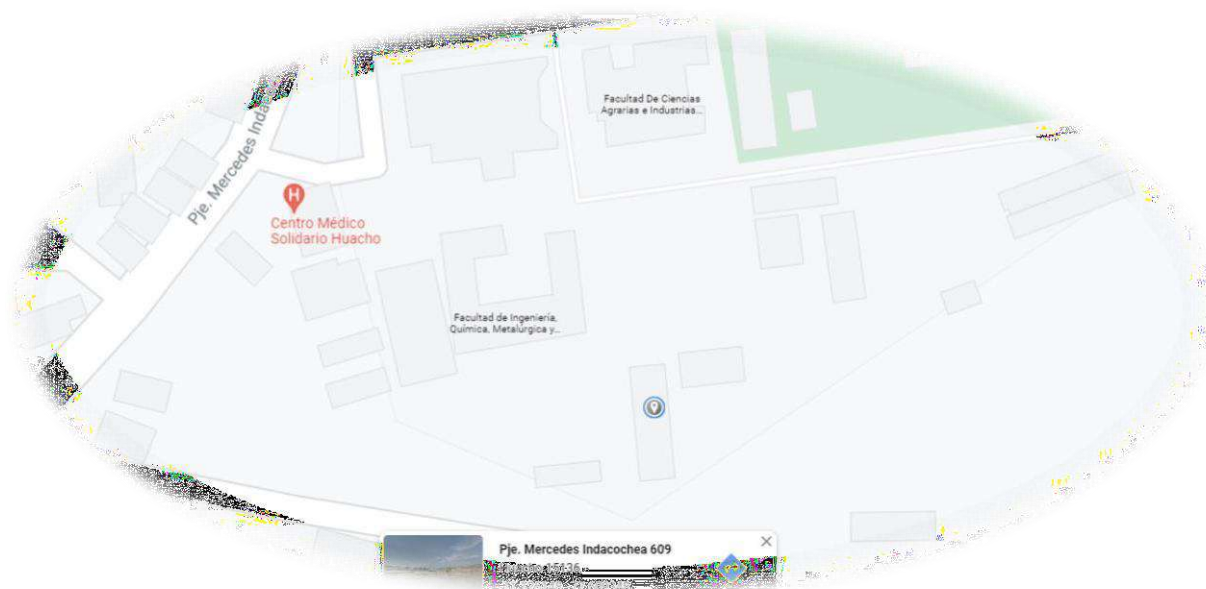 Facultad De Ciencias
Agrarias e Industrias...
Pje. Mercedes Inda
Centro Médico
Solidario Huacho
Facultad de Ingeniería,
Química, Metalúrgica y...
Pje. Mercedes Indacochea 609
15136